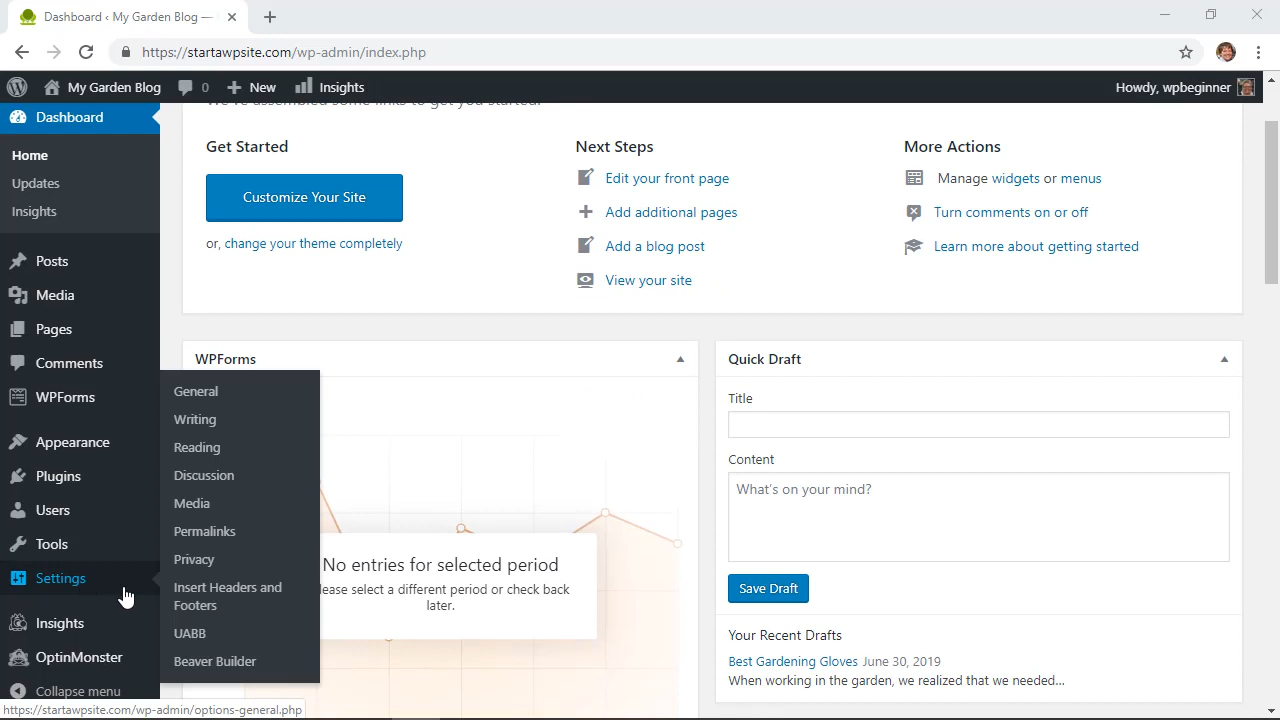 Dashboard ‹ My Garden Blog —
https://startawpsite.com/wp-admin/index.php
My Garden Blog 0 New Insights
Howdy, wpbeginner
Dashboard
Home
Updates
Insights
Posts
Media
Pages
Comments
WPForms
Appearance
Plugins
Users
Tools
Settings
Insights
OptinMonster
Collapse menu
General
Writing
Reading
Discussion
Media
Permalinks
Privacy
Insert Headers and
Footers
UABB
Beaver Builder
We've assembled some links to get you started:
Get Started
Customize Your Site
or, change your theme completely
Next Steps
Edit your front page
Add additional pages
Add a blog post
View your site
More Actions
Manage widgets or menus
Turn comments on or off
Learn more about getting started
WPForms
No entries for selected period
lease select a different period or check back
later.
Quick Draft
Title
Content
What's on your mind?
Save Draft
Your Recent Drafts
Best Gardening Gloves June 30, 2019
When working in the garden, we realized that we needed…
https://startawpsite.com/wp-admin/options-general.php